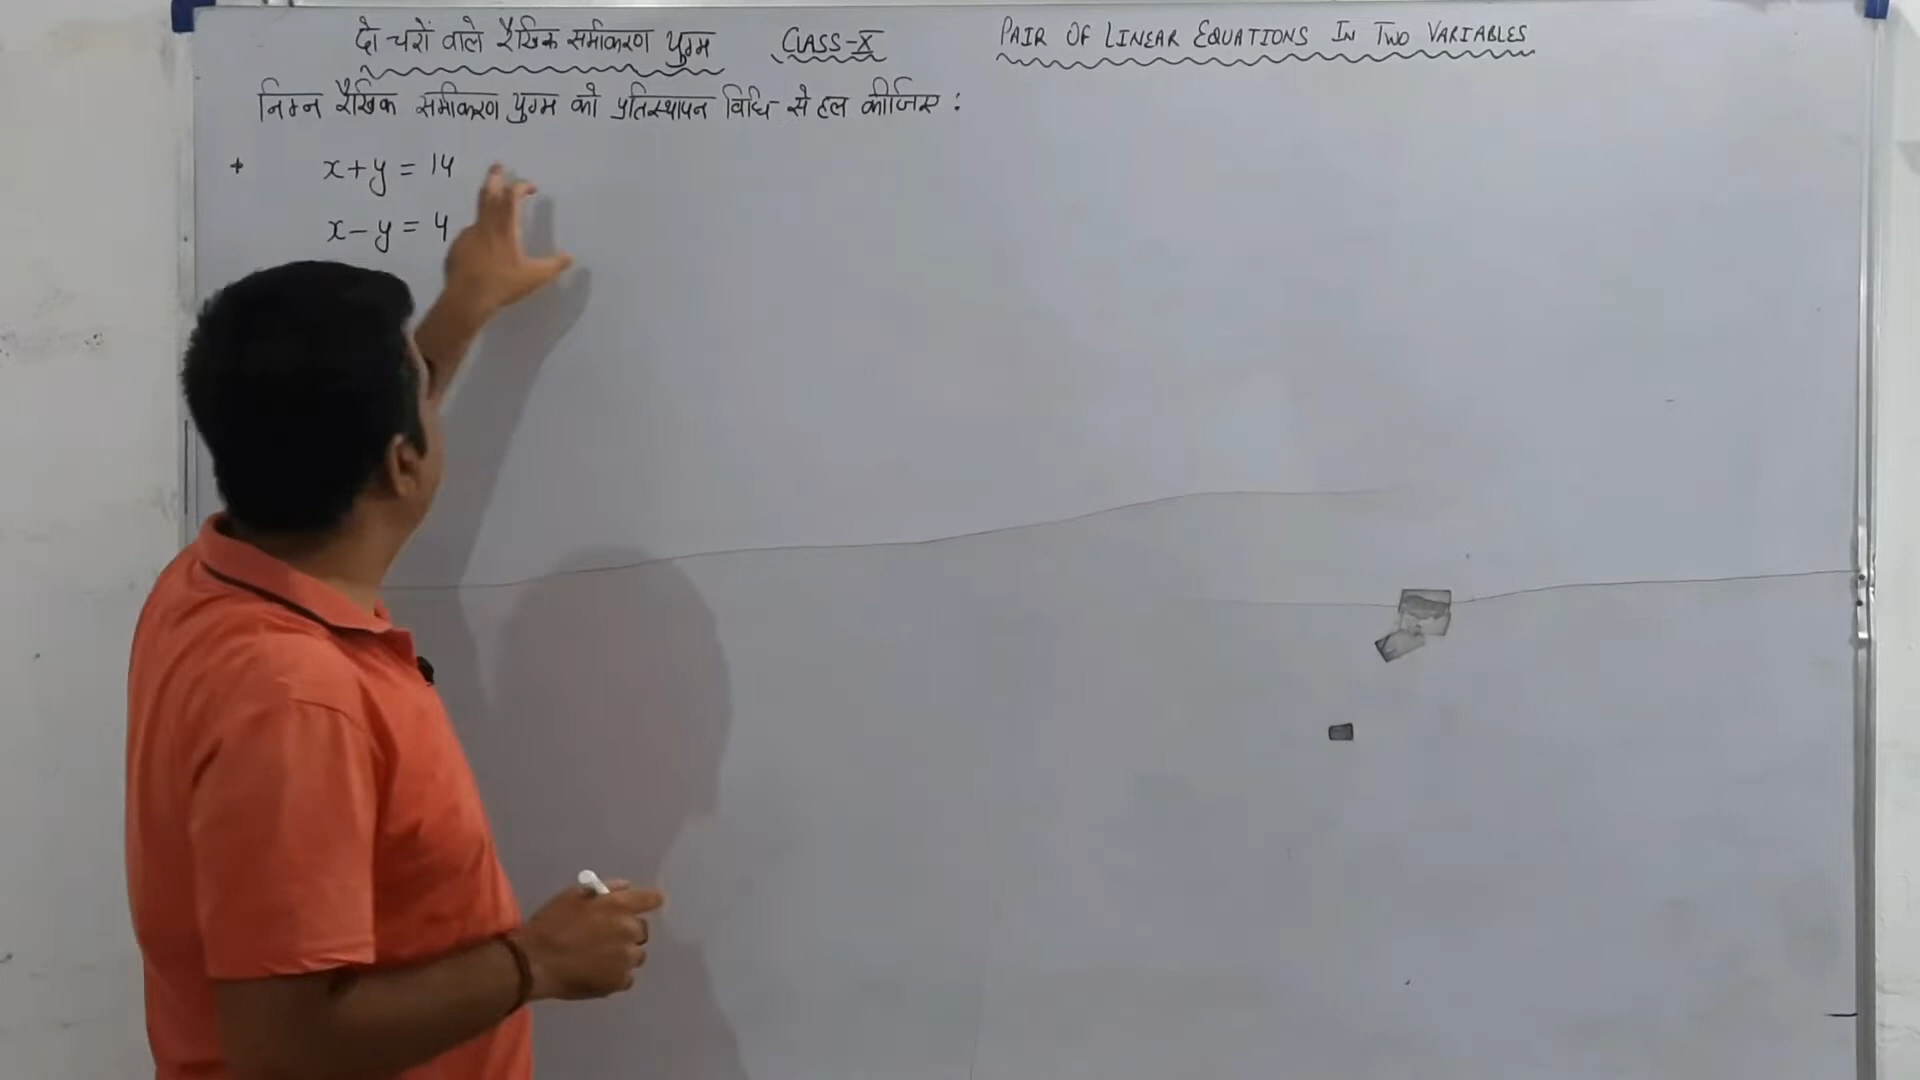 दो चरों वाले रैखिक समीकरण युग्म CLASS-X PAIR OF LINEAR EQUATIONS IN TWO VARIABLES
निम्न रैखिक समीकरण युग्म को प्रतिस्थापन विधि से हल कीजिए :
+ x+y = 14
x-y = 4